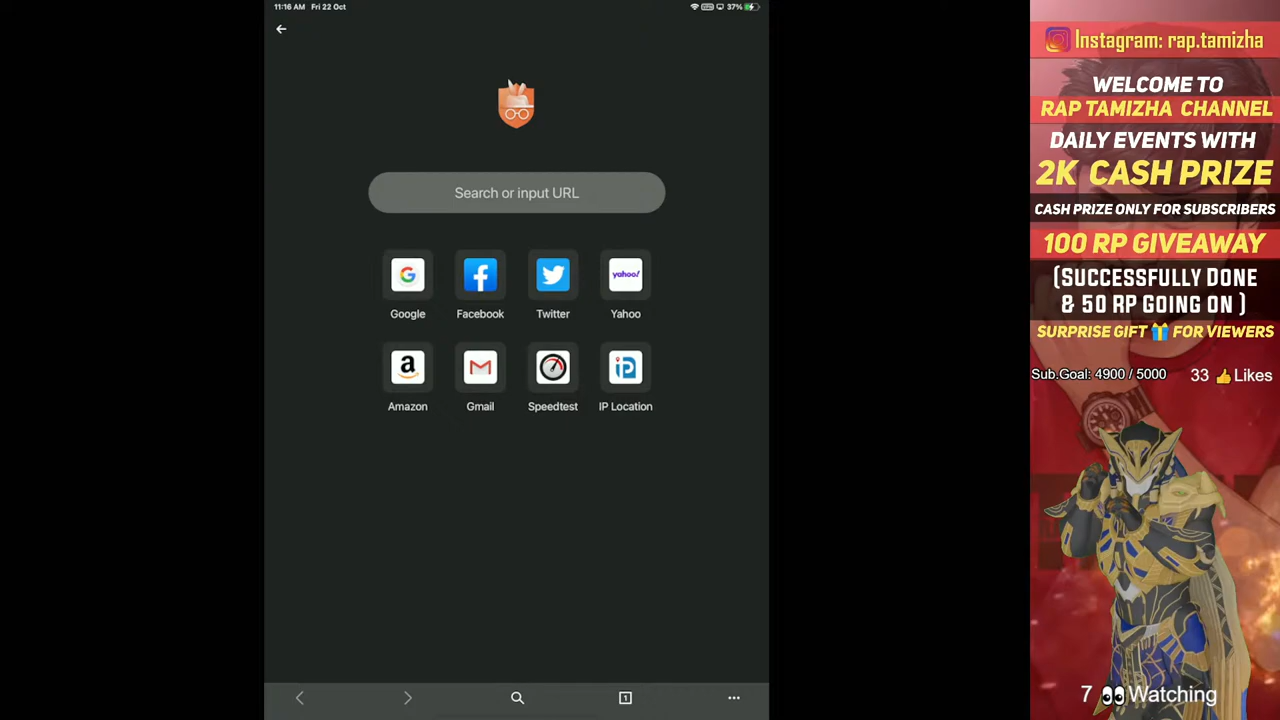 11:16 AM Fri 22 Oct
VPN 37%
Search or input URL
G
yahoo!
Google Facebook Twitter Yahoo
a
iP
Amazon Gmail Speedtest IP Location
1
Instagram: rap.tamizha
WELCOME TO
RAP TAMIZHA CHANNEL
DAILY EVENTS WITH
2K CASH PRIZE
CASH PRIZE ONLY FOR SUBSCRIBERS
100 RP GIVEAWAY
(SUCCESSFULLY DONE
& 50 RP GOING ON )
SURPRISE GIFT 🎁 FOR VIEWERS
Sub.Goal: 4900 / 5000 33 👍Likes
7 👀Watching